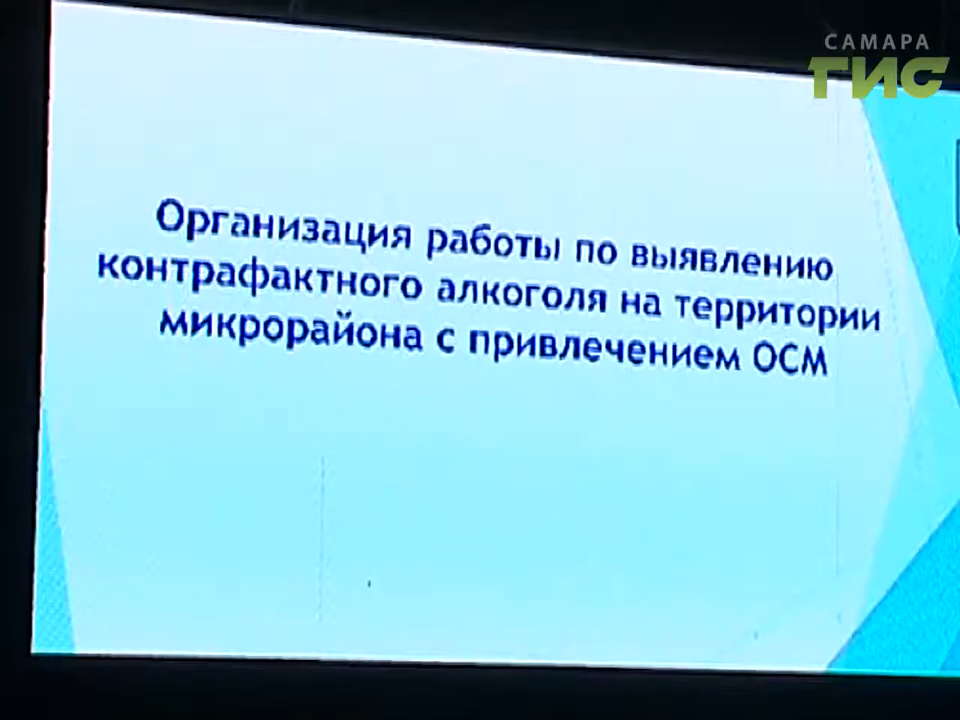 САМАРА
ГИС
Организация работы по выявлению
контрафактного алкоголя на территории
микрорайона с привлечением ОСМ